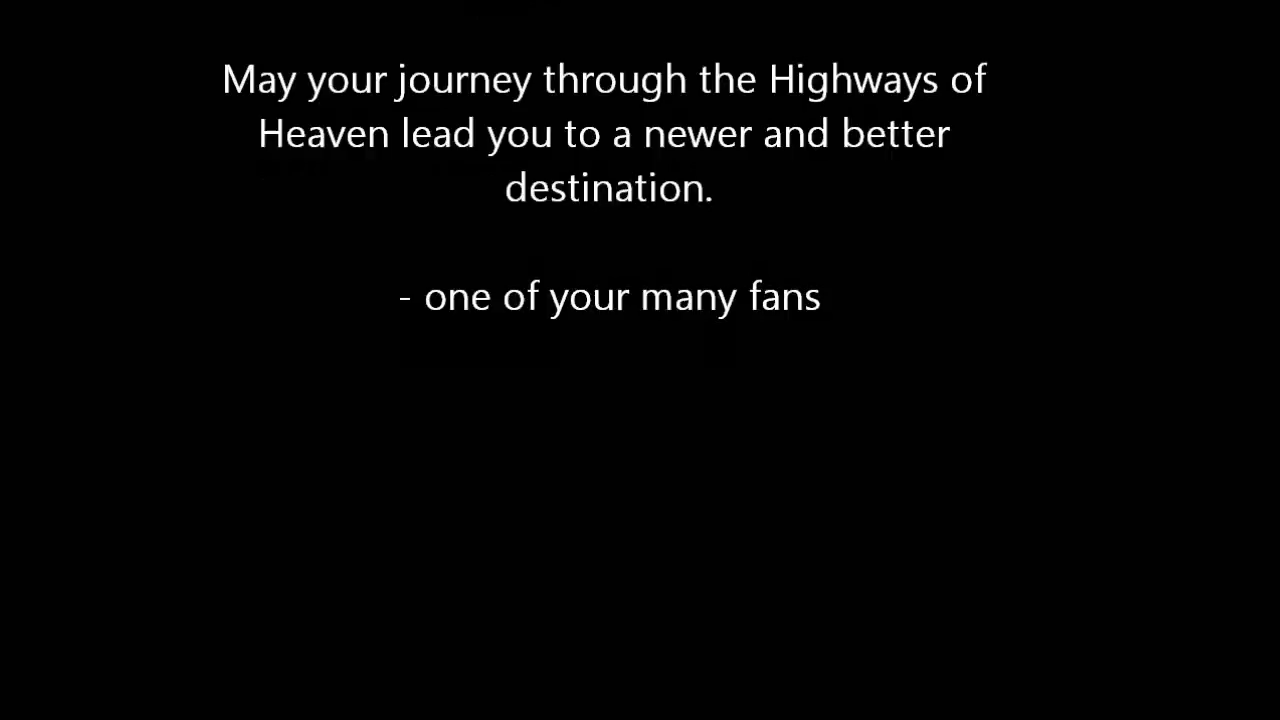 May your journey through the Highways of
Heaven lead you to a newer and better
destination.
- one of your many fans